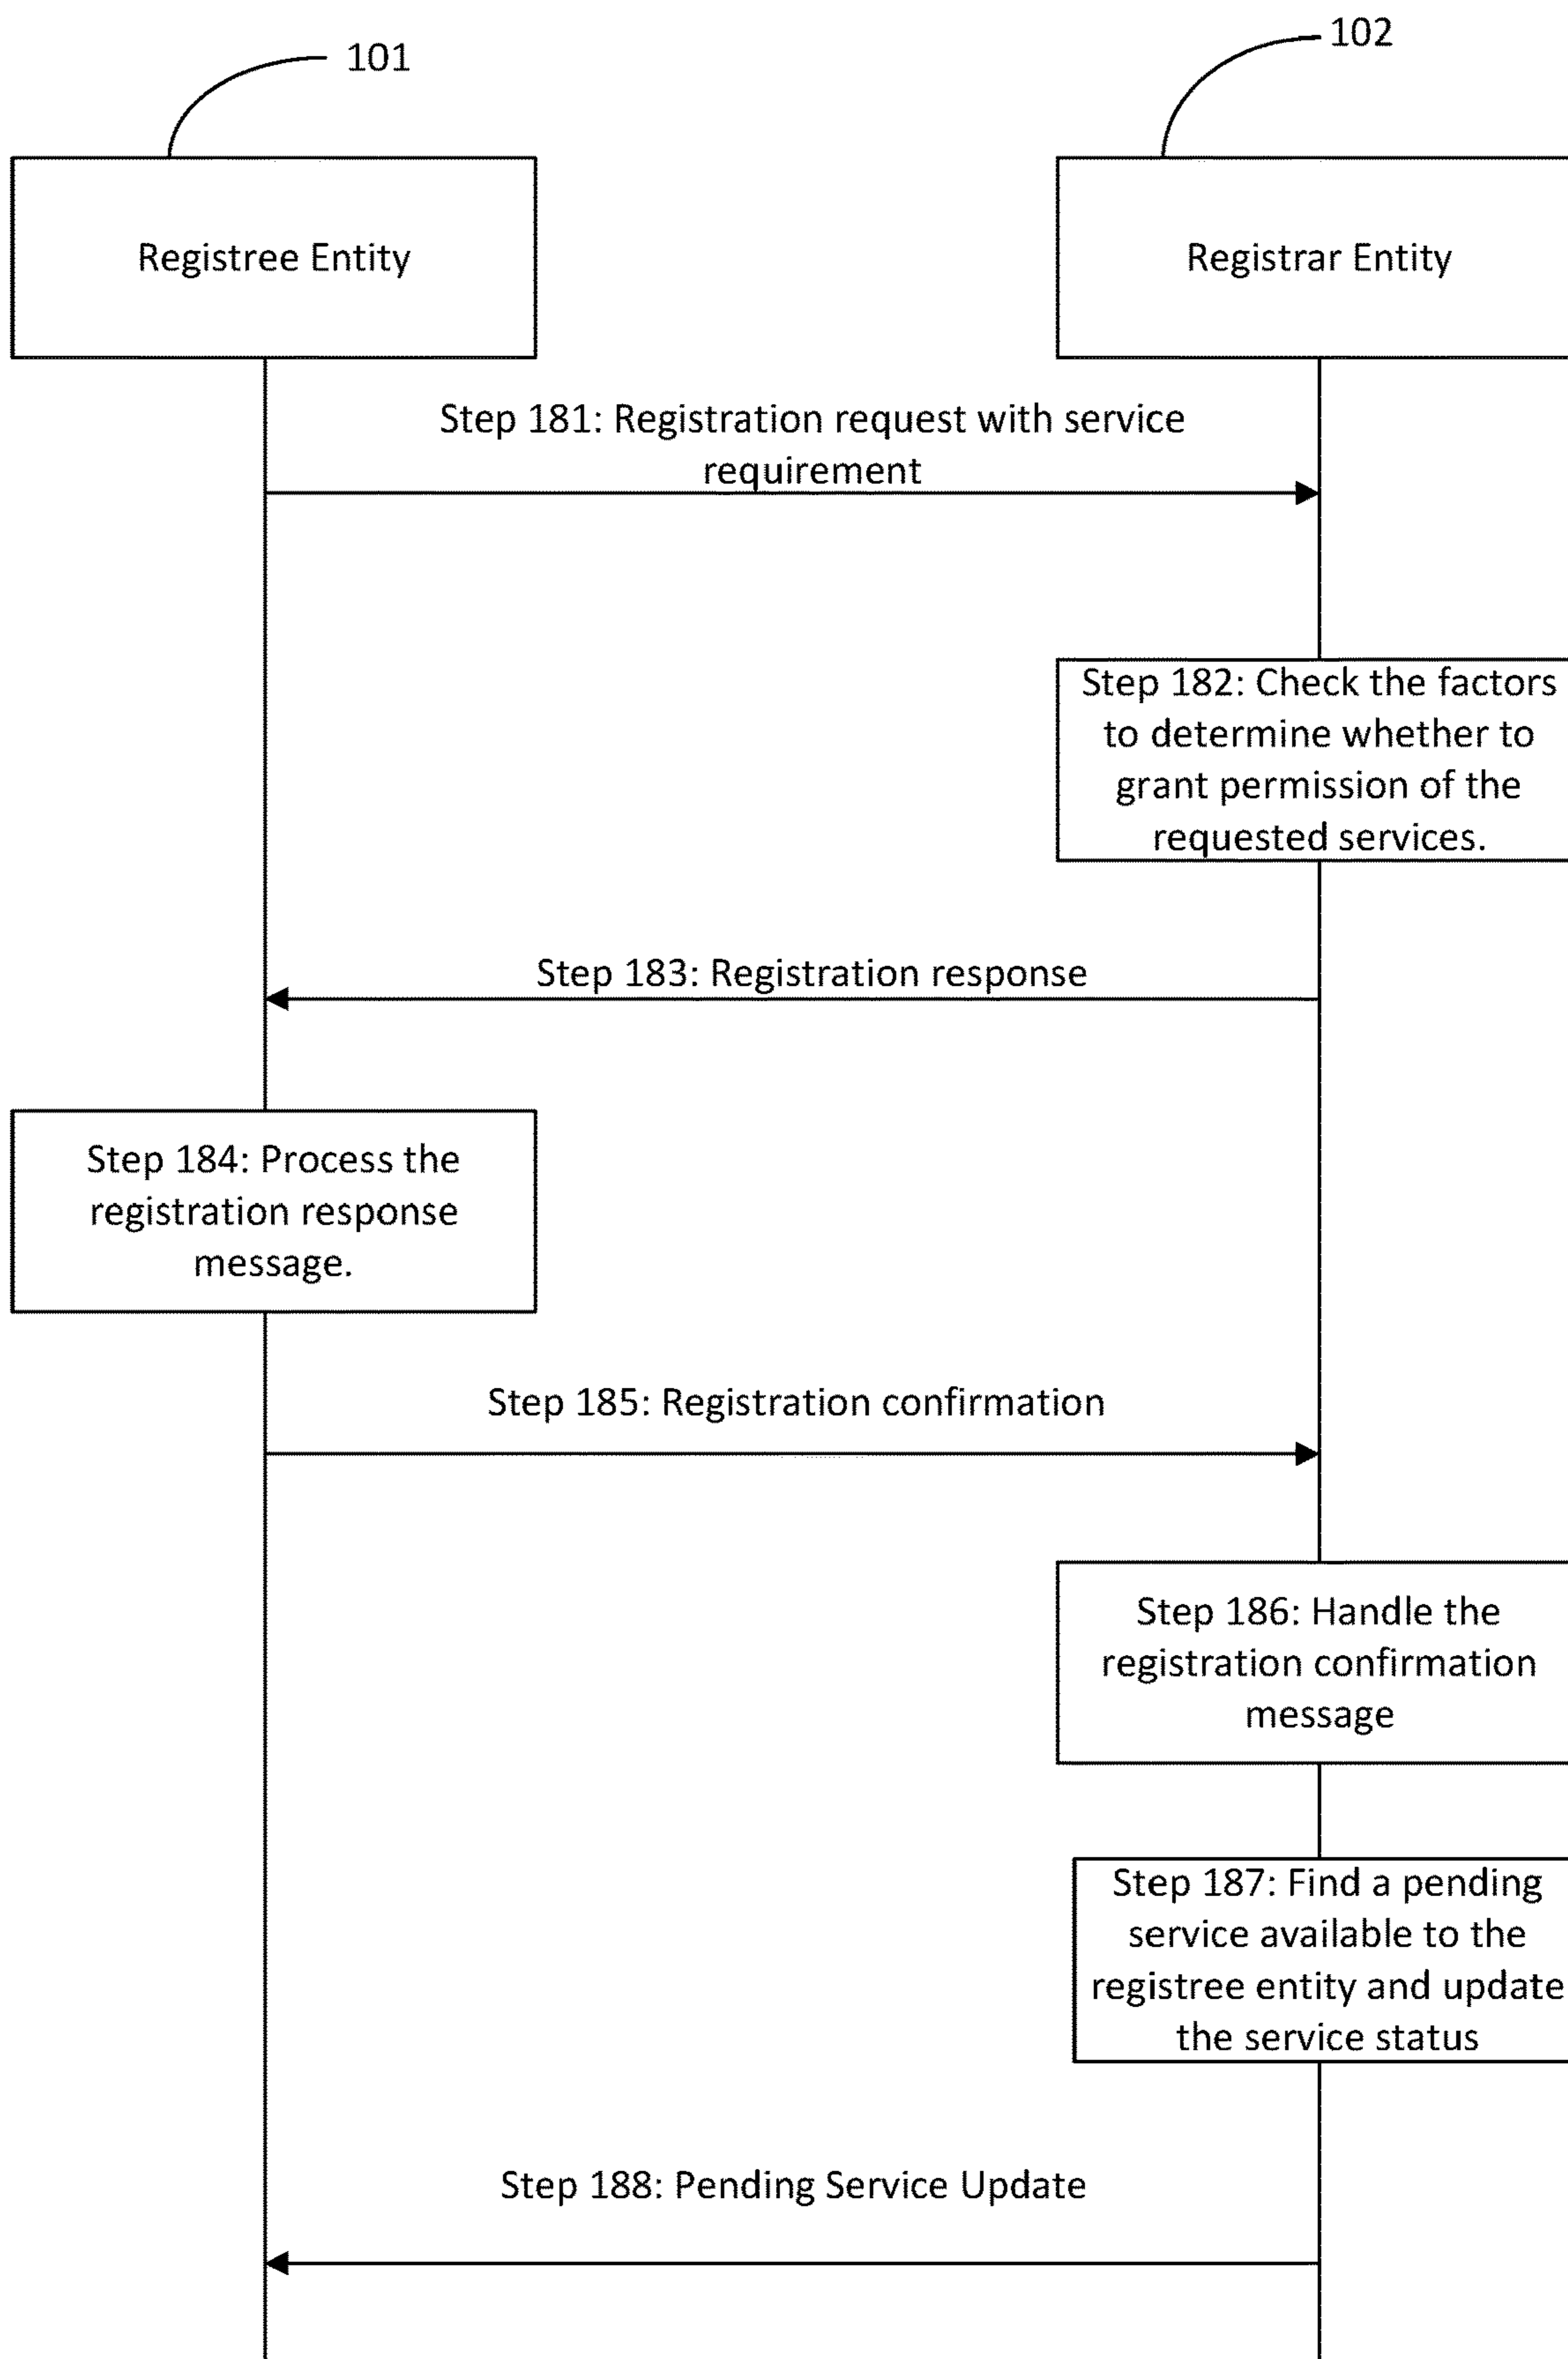 101
102
Registree Entity
Registrar Entity
Step 181: Registration request with service
requirement
Step 182: Check the factors
to determine whether to
grant permission of the
requested services.
Step 183: Registration response
Step 184: Process the
registration response
message.
Step 185: Registration confirmation
Step 186: Handle the
registration confirmation
message
Step 187: Find a pending
service available to the
registree entity and update
the service status
Step 188: Pending Service Update